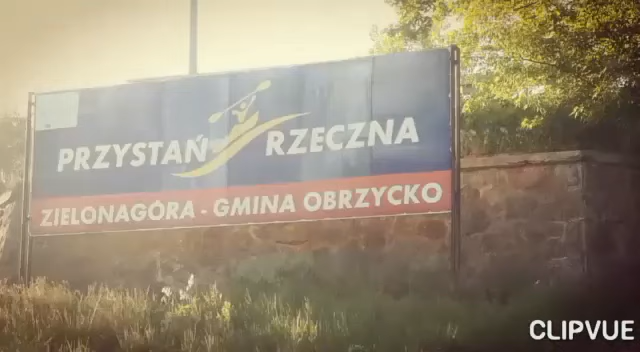 PRZYSTAŃ RZECZNA
ZIELONAGÓRA - GMINA OBRZYCKO
CLIPVUE